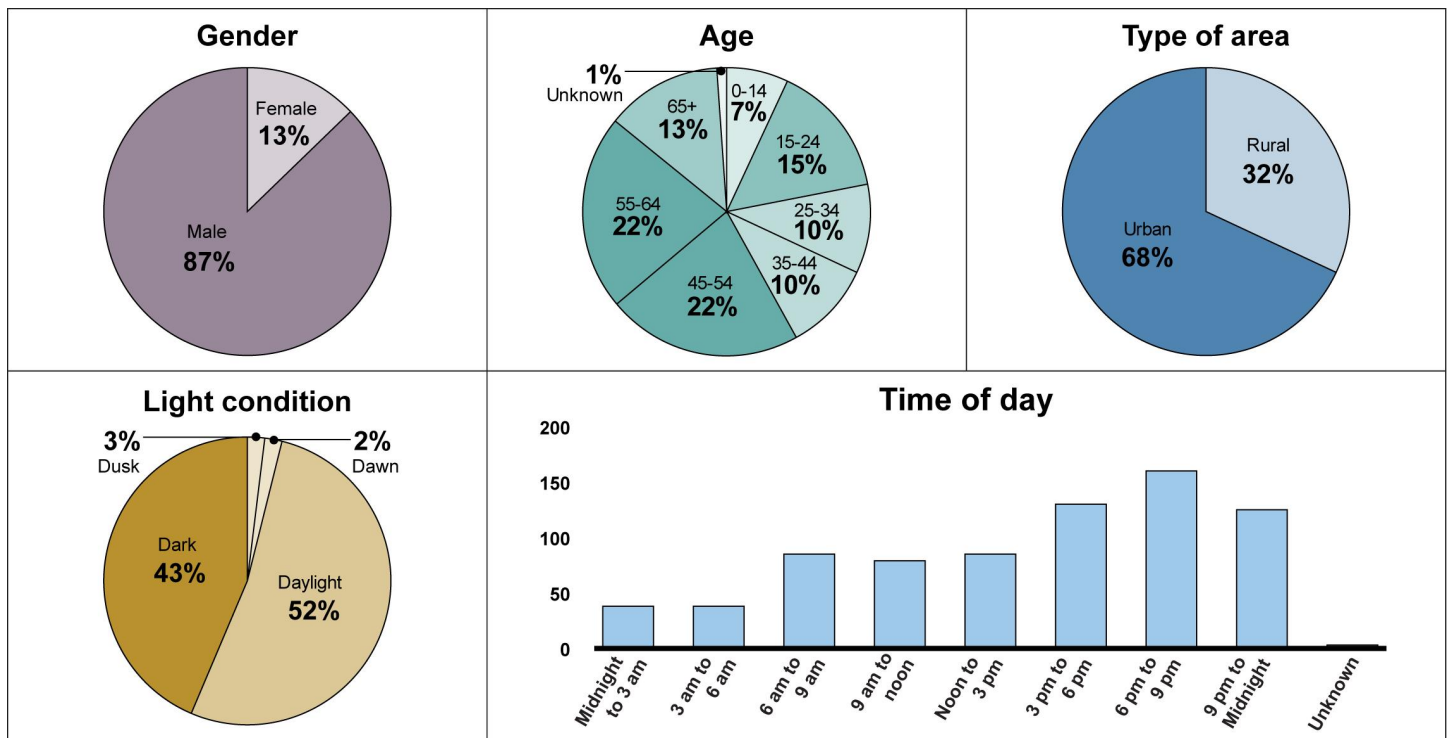 Gender
Female
13%
Male
87%
Age
1%
Unknown
0-14
7%
15-24
15%
25-34
10%
35-44
10%
45-54
22%
55-64
22%
65+
13%
Type of area
Rural
32%
Urban
68%
Light condition
3%
Dusk
2%
Dawn
Dark
43%
Daylight
52%
Time of day
200
150
100
50
0
Midnight
to 3 am
3 am to
6 am
6 am to
9 am
9 am to
noon
Noon to
3 pm
3 pm to
6 pm
6 pm to
9 pm
9 pm to
Midnight
Unknown